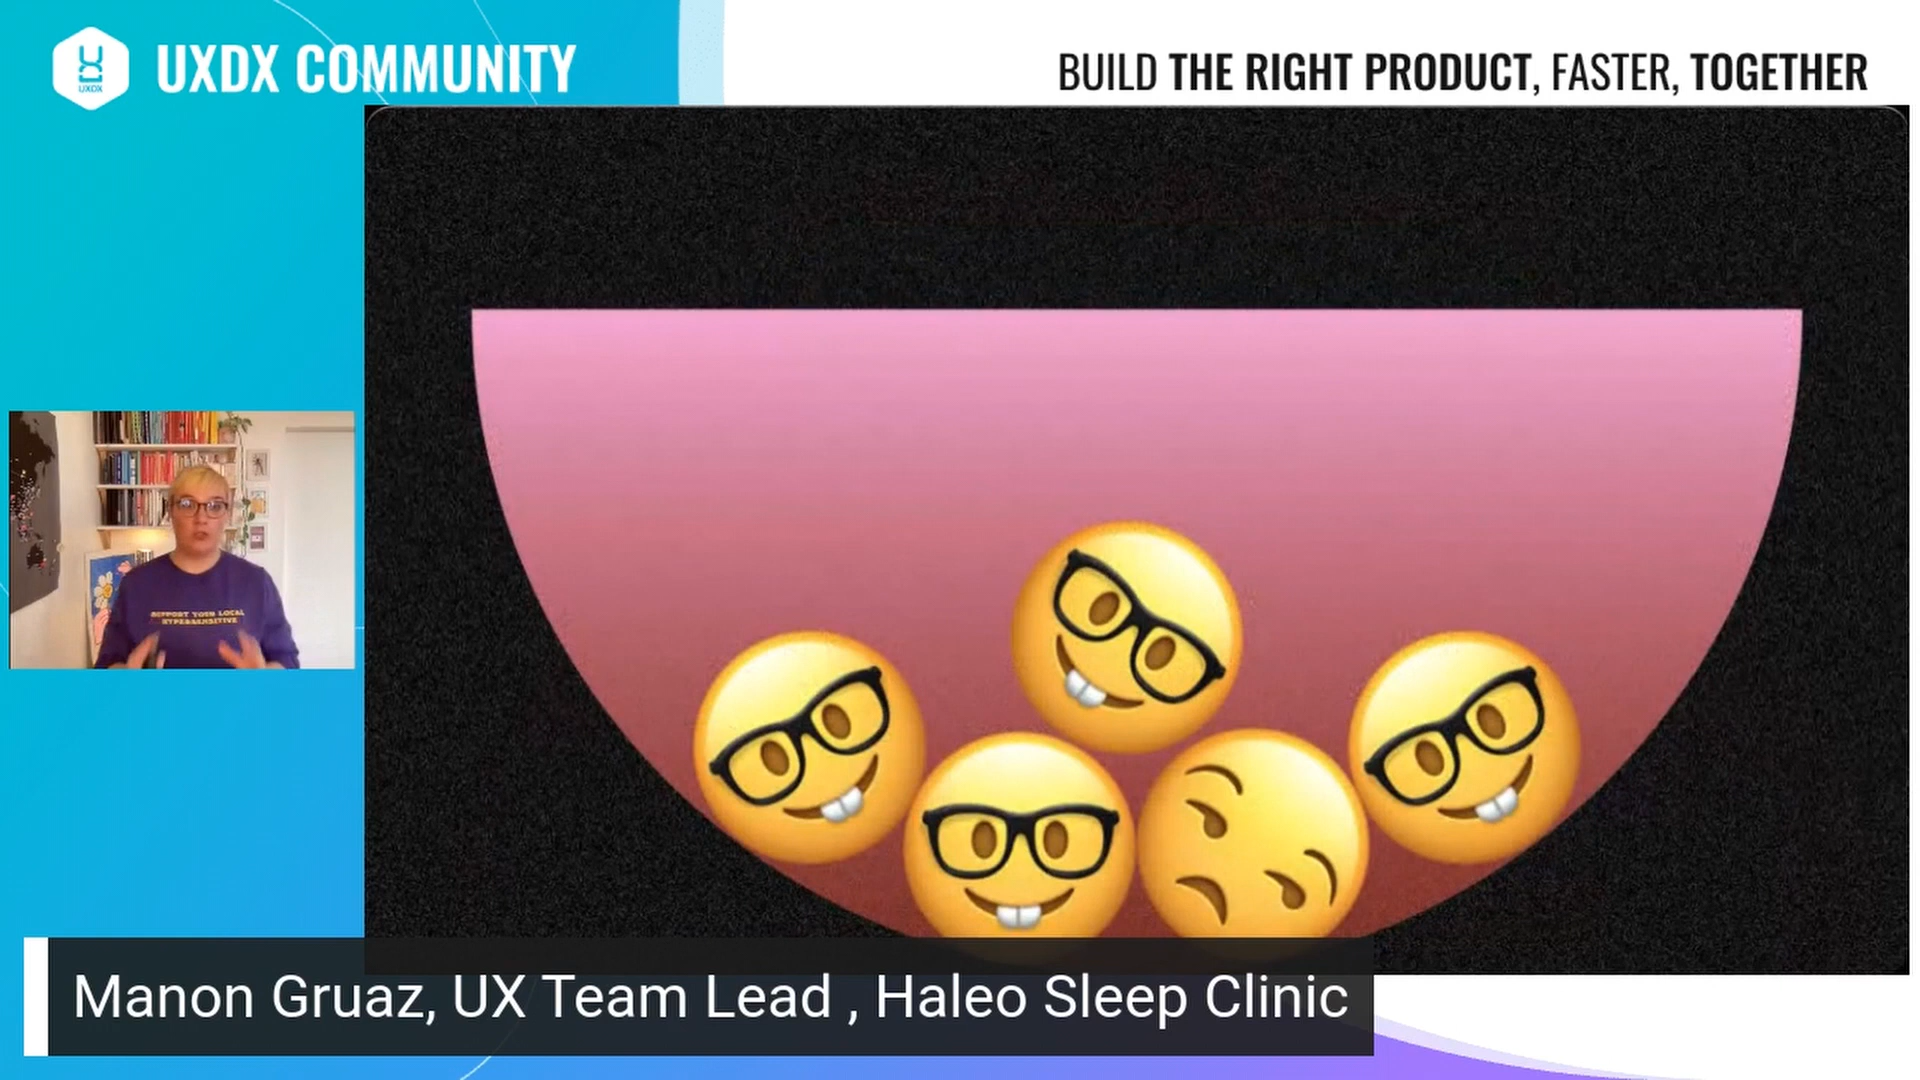 UXDX
UXDX COMMUNITY
BUILD THE RIGHT PRODUCT, FASTER, TOGETHER
SUPPORT YOUR LOCAL
HYPERSENSITIVE
Manon Gruaz, UX Team Lead , Haleo Sleep Clinic